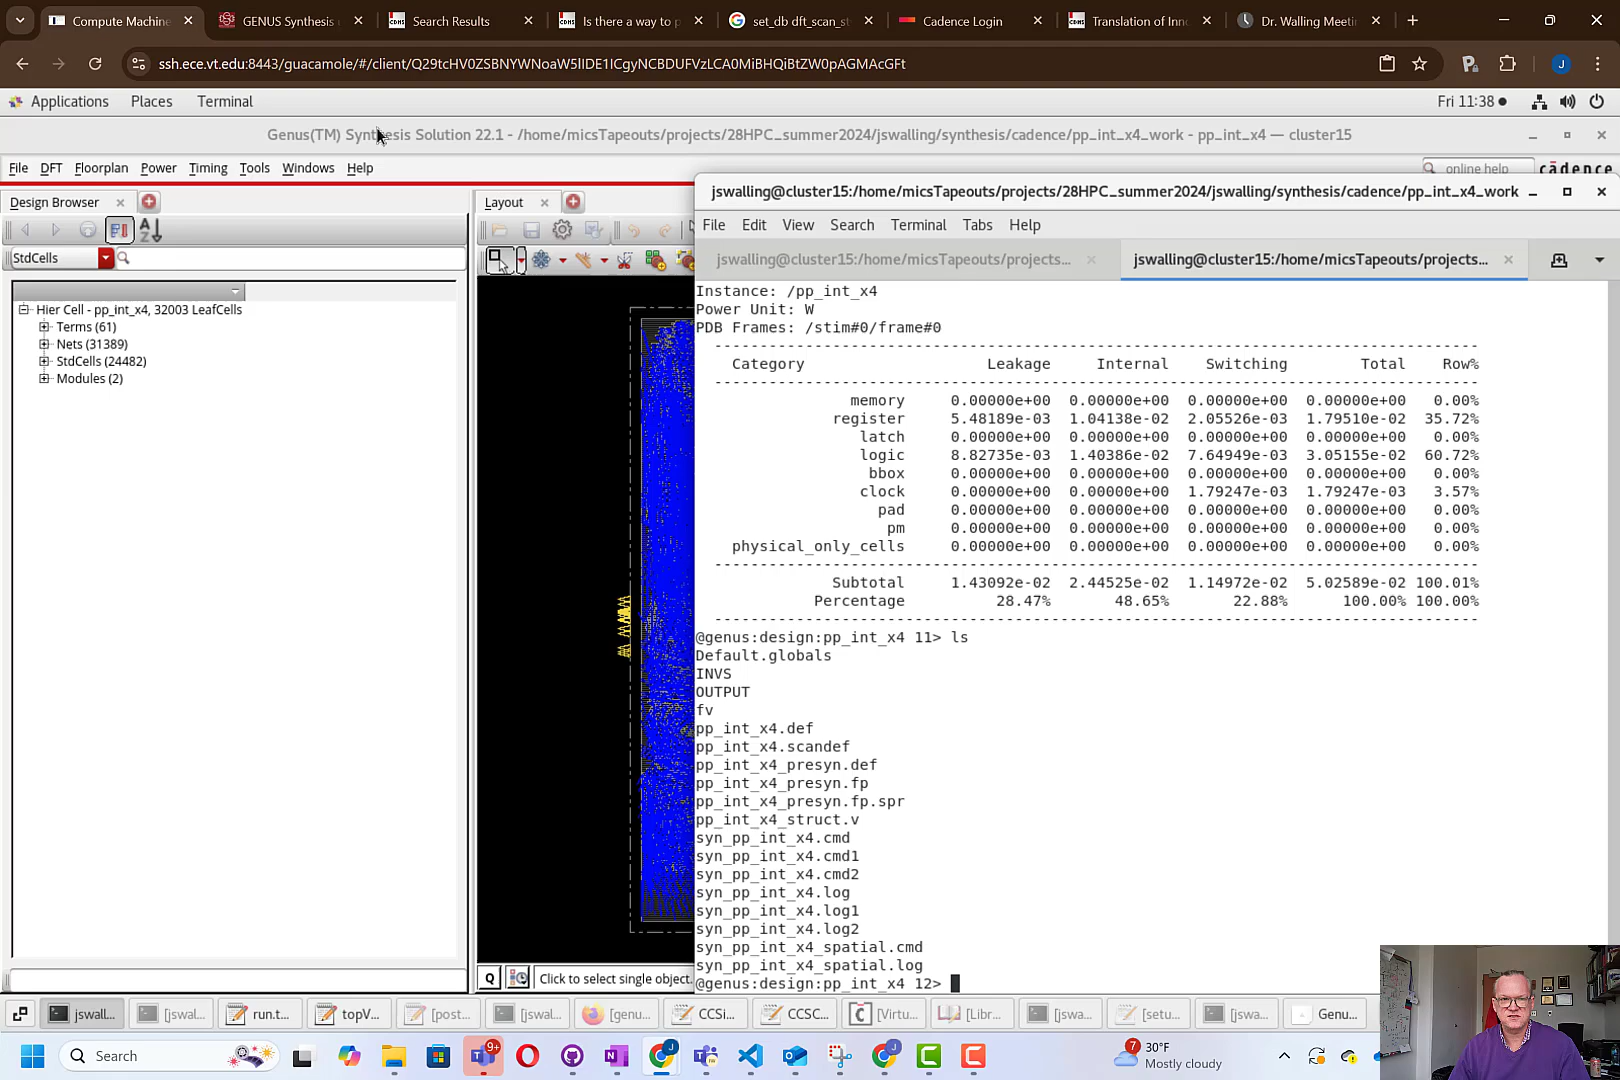 Compute Machine
GENUS Synthesis
Search Results
Is there a way to p
set_db dft_scan_st
Cadence Login
Translation of Inno
Dr. Walling Meetin
ssh.ece.vt.edu:8443/guacamole/#/client/Q29tcHV0ZSBNYWNoaW5lIDE1ICgyNCBDUFVzLCA0MiBHQiBtZW0pAGMAcGFt
J
Applications Places Terminal
Fri 11:38
Genus(TM) Synthesis Solution 22.1 - /home/micsTapeouts/projects/28HPC_summer2024/jswalling/synthesis/cadence/pp_int_x4_work - pp_int_x4 — cluster15
File DFT Floorplan Power Timing Tools Windows Help
online help
cādence
Design Browser
Layout
StdCells
Hier Cell - pp_int_x4, 32003 LeafCells
Terms (61)
Nets (31389)
StdCells (24482)
Modules (2)
Q
Click to select single object.
jswalling@cluster15:/home/micsTapeouts/projects/28HPC_summer2024/jswalling/synthesis/cadence/pp_int_x4_work
File Edit View Search Terminal Tabs Help
jswalling@cluster15:/home/micsTapeouts/projects...
jswalling@cluster15:/home/micsTapeouts/projects...
Instance: /pp_int_x4
Power Unit: W
PDB Frames: /stim#0/frame#0
Category Leakage Internal Switching Total Row%
memory 0.00000e+00 0.00000e+00 0.00000e+00 0.00000e+00 0.00%
register 5.48189e-03 1.04138e-02 2.05526e-03 1.79510e-02 35.72%
latch 0.00000e+00 0.00000e+00 0.00000e+00 0.00000e+00 0.00%
logic 8.82735e-03 1.40386e-02 7.64949e-03 3.05155e-02 60.72%
bbox 0.00000e+00 0.00000e+00 0.00000e+00 0.00000e+00 0.00%
clock 0.00000e+00 0.00000e+00 1.79247e-03 1.79247e-03 3.57%
pad 0.00000e+00 0.00000e+00 0.00000e+00 0.00000e+00 0.00%
pm 0.00000e+00 0.00000e+00 0.00000e+00 0.00000e+00 0.00%
physical_only_cells 0.00000e+00 0.00000e+00 0.00000e+00 0.00000e+00 0.00%
Subtotal 1.43092e-02 2.44525e-02 1.14972e-02 5.02589e-02 100.01%
Percentage 28.47% 48.65% 22.88% 100.00% 100.00%
@genus:design:pp_int_x4 11> ls
Default.globals
INVS
OUTPUT
fv
pp_int_x4.def
pp_int_x4.scandef
pp_int_x4_presyn.def
pp_int_x4_presyn.fp
pp_int_x4_presyn.fp.spr
pp_int_x4_struct.v
syn_pp_int_x4.cmd
syn_pp_int_x4.cmd1
syn_pp_int_x4.cmd2
syn_pp_int_x4.log
syn_pp_int_x4.log1
syn_pp_int_x4.log2
syn_pp_int_x4_spatial.cmd
syn_pp_int_x4_spatial.log
@genus:design:pp_int_x4 12>
jswall...
[jswal...
run.t...
topV...
[post...
[jswa...
[genu...
CCSi...
CCSC...
[Virtu...
[Libr...
[jswa...
[setu...
[jswa...
Genu...
Search
9+
7
30°F
Mostly cloudy